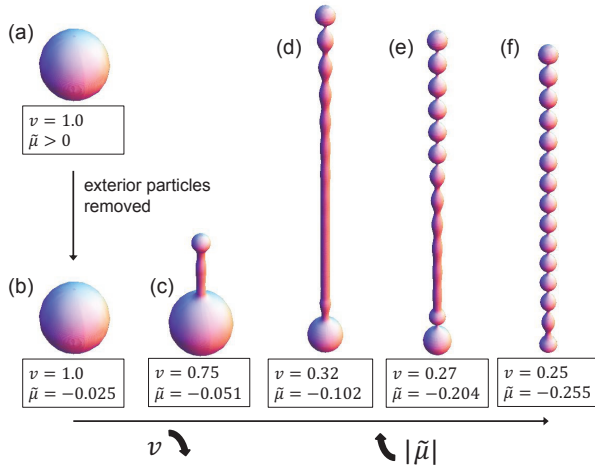 (a)
v = 1.0
μ̃ > 0
exterior particles
removed
(b)
v = 1.0
μ̃ = −0.025
(c)
v = 0.75
μ̃ = −0.051
(d)
v = 0.32
μ̃ = −0.102
(e)
v = 0.27
μ̃ = −0.204
(f)
v = 0.25
μ̃ = −0.255
v
|μ̃|